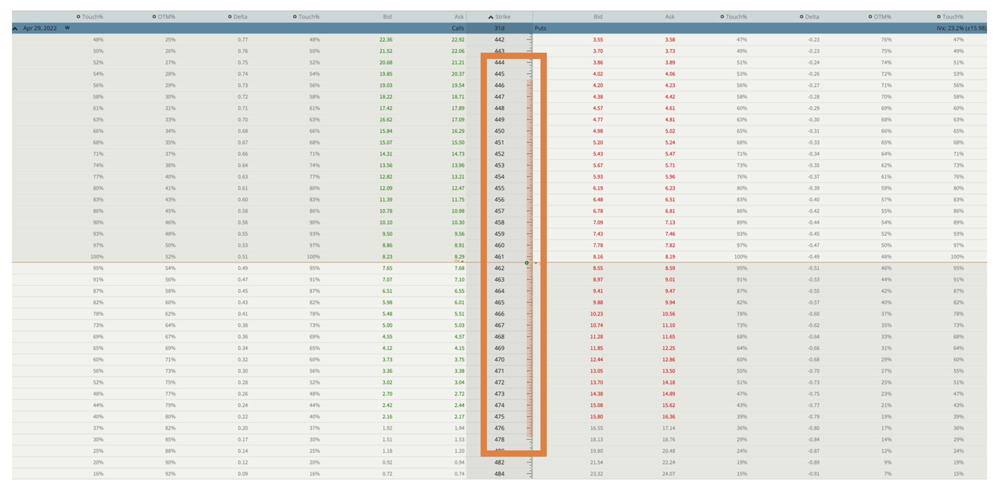 Touch% OTM% Delta Touch% Bid Ask Strike Bid Ask Touch% Delta OTM% Touch%
Apr 29, 2022 W Calls 31d Puts IVx: 23.2% (±15.98)
48% 25% 0.77 48% 22.36 22.92 442 3.55 3.58 47% -0.23 76% 47%
50% 26% 0.76 50% 21.52 22.06 443 3.70 3.73 49% -0.23 75% 49%
52% 27% 0.75 52% 20.68 21.21 444 3.86 3.89 51% -0.24 74% 51%
54% 28% 0.74 54% 19.85 20.37 445 4.02 4.06 53% -0.26 72% 53%
56% 29% 0.73 56% 19.03 19.54 446 4.20 4.23 56% -0.27 71% 56%
58% 30% 0.72 58% 18.22 18.71 447 4.38 4.42 58% -0.28 70% 58%
61% 31% 0.71 61% 17.42 17.89 448 4.57 4.61 60% -0.29 69% 60%
63% 33% 0.70 63% 16.62 17.09 449 4.77 4.81 63% -0.30 68% 63%
66% 34% 0.68 66% 15.84 16.29 450 4.98 5.02 65% -0.31 66% 65%
68% 35% 0.67 68% 15.07 15.50 451 5.20 5.24 68% -0.33 65% 68%
71% 37% 0.66 71% 14.31 14.73 452 5.43 5.47 71% -0.34 64% 71%
74% 38% 0.64 74% 13.56 13.96 453 5.67 5.71 73% -0.35 62% 73%
77% 40% 0.63 77% 12.82 13.21 454 5.93 5.96 76% -0.37 61% 76%
80% 41% 0.61 80% 12.09 12.47 455 6.19 6.23 80% -0.39 59% 80%
83% 43% 0.60 83% 11.39 11.75 456 6.48 6.51 83% -0.40 57% 83%
86% 45% 0.58 86% 10.78 10.98 457 6.78 6.81 86% -0.42 55% 86%
90% 46% 0.56 90% 10.10 10.30 458 7.09 7.13 89% -0.44 54% 89%
93% 48% 0.55 93% 9.50 9.56 459 7.43 7.46 93% -0.45 52% 93%
97% 50% 0.53 97% 8.86 8.91 460 7.78 7.82 97% -0.47 50% 97%
100% 52% 0.51 100% 8.23 8.29 461 8.16 8.19 100% -0.49 48% 100%
95% 54% 0.49 95% 7.65 7.68 462 8.55 8.59 95% -0.51 46% 95%
91% 56% 0.47 91% 7.07 7.10 463 8.97 9.01 91% -0.53 44% 91%
87% 58% 0.45 87% 6.51 6.55 464 9.41 9.47 87% -0.55 42% 87%
82% 60% 0.43 82% 5.98 6.01 465 9.88 9.94 82% -0.57 40% 82%
78% 62% 0.41 78% 5.48 5.51 466 10.23 10.56 78% -0.60 37% 78%
73% 64% 0.38 73% 5.00 5.03 467 10.74 11.10 73% -0.62 35% 73%
69% 67% 0.36 69% 4.55 4.57 468 11.28 11.65 68% -0.64 33% 68%
65% 69% 0.34 65% 4.12 4.15 469 11.85 12.25 64% -0.66 31% 64%
60% 71% 0.32 60% 3.73 3.75 470 12.44 12.86 60% -0.68 29% 60%
56% 73% 0.30 56% 3.36 3.38 471 13.05 13.50 55% -0.70 27% 55%
52% 75% 0.28 52% 3.02 3.04 472 13.70 14.18 51% -0.73 25% 51%
48% 77% 0.26 48% 2.70 2.72 473 14.38 14.89 47% -0.75 23% 47%
44% 79% 0.24 44% 2.42 2.44 474 15.08 15.62 43% -0.77 21% 43%
40% 80% 0.22 40% 2.16 2.17 475 15.80 16.36 39% -0.79 19% 39%
37% 82% 0.20 37% 1.92 1.94 476 16.55 17.14 36% -0.80 17% 36%
30% 85% 0.17 30% 1.51 1.53 478 18.13 18.76 29% -0.84 14% 29%
25% 88% 0.14 25% 1.18 1.20 480 19.80 20.48 24% -0.87 12% 24%
20% 90% 0.12 20% 0.92 0.94 482 21.54 22.24 19% -0.89 9% 19%
16% 92% 0.09 16% 0.72 0.74 484 23.32 24.07 15% -0.91 7% 15%